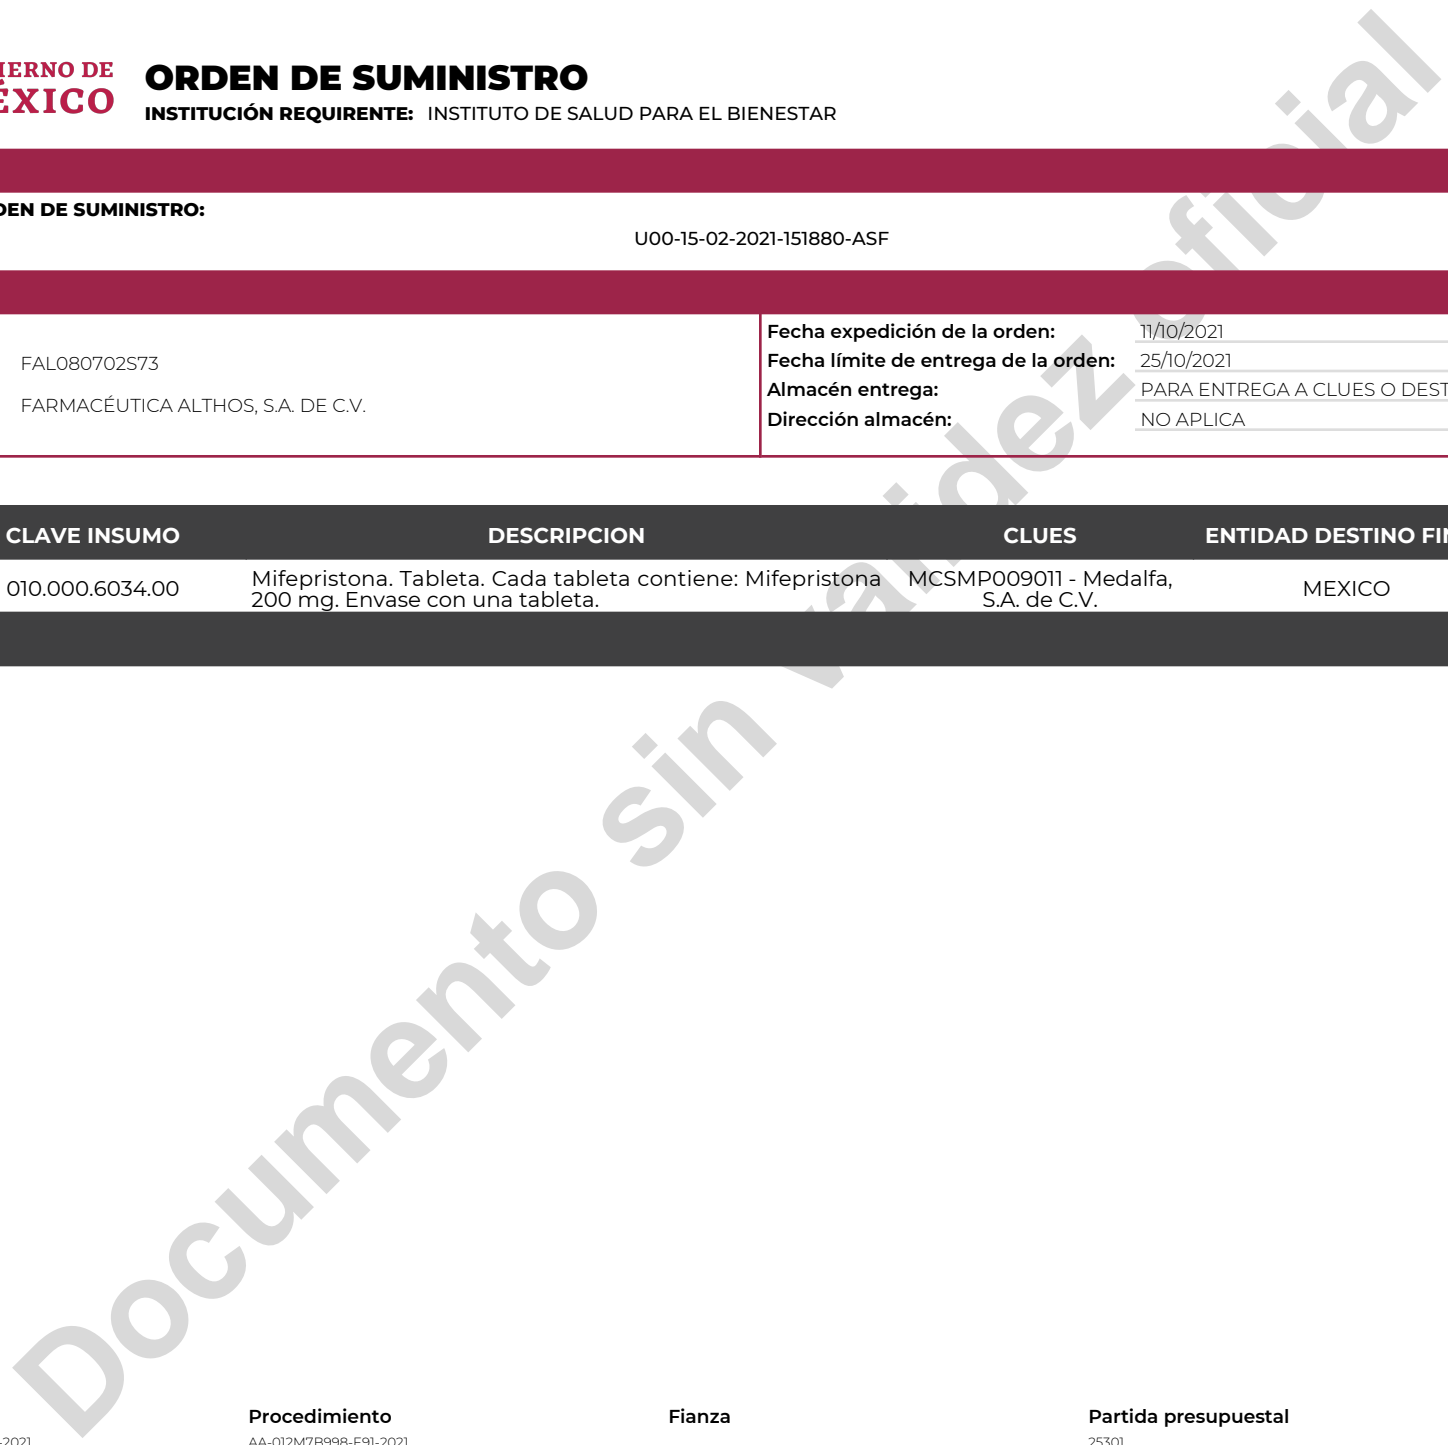 IERNO DE
ÉXICO
ORDEN DE SUMINISTRO
INSTITUCIÓN REQUIRENTE: INSTITUTO DE SALUD PARA EL BIENESTAR
DEN DE SUMINISTRO:
U00-15-02-2021-151880-ASF
FAL080702S73
FARMACÉUTICA ALTHOS, S.A. DE C.V.
Fecha expedición de la orden: 11/10/2021
Fecha límite de entrega de la orden: 25/10/2021
Almacén entrega: PARA ENTREGA A CLUES O DEST
Dirección almacén: NO APLICA
CLAVE INSUMO DESCRIPCION CLUES ENTIDAD DESTINO FIN
010.000.6034.00 Mifepristona. Tableta. Cada tableta contiene: Mifepristona 200 mg. Envase con una tableta. MCSMP009011 - Medalfa, S.A. de C.V. MEXICO
Documento sin validez oficial
Procedimiento Fianza Partida presupuestal
-2021 AA-012M7B998-E91-2021 25301